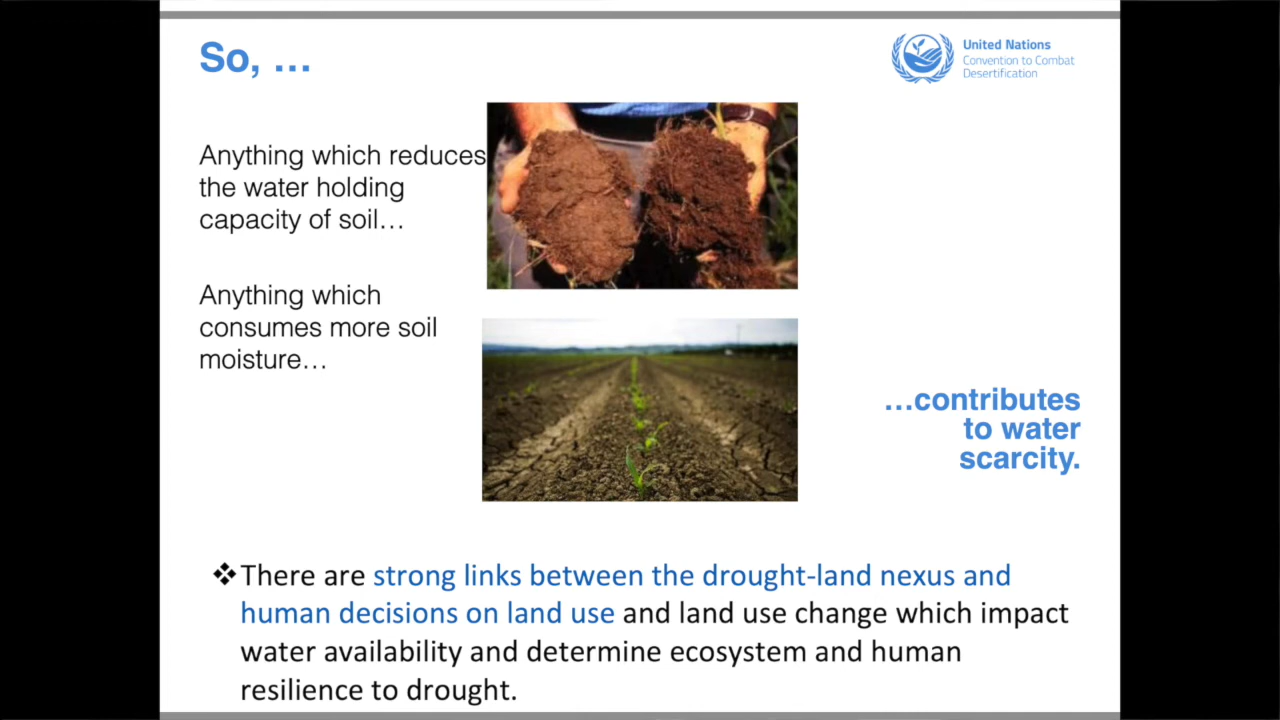 So, …
United Nations
Convention to Combat
Desertification
Anything which reduces
the water holding
capacity of soil…
Anything which
consumes more soil
moisture…
…contributes
to water
scarcity.
❖There are strong links between the drought-land nexus and
human decisions on land use and land use change which impact
water availability and determine ecosystem and human
resilience to drought.